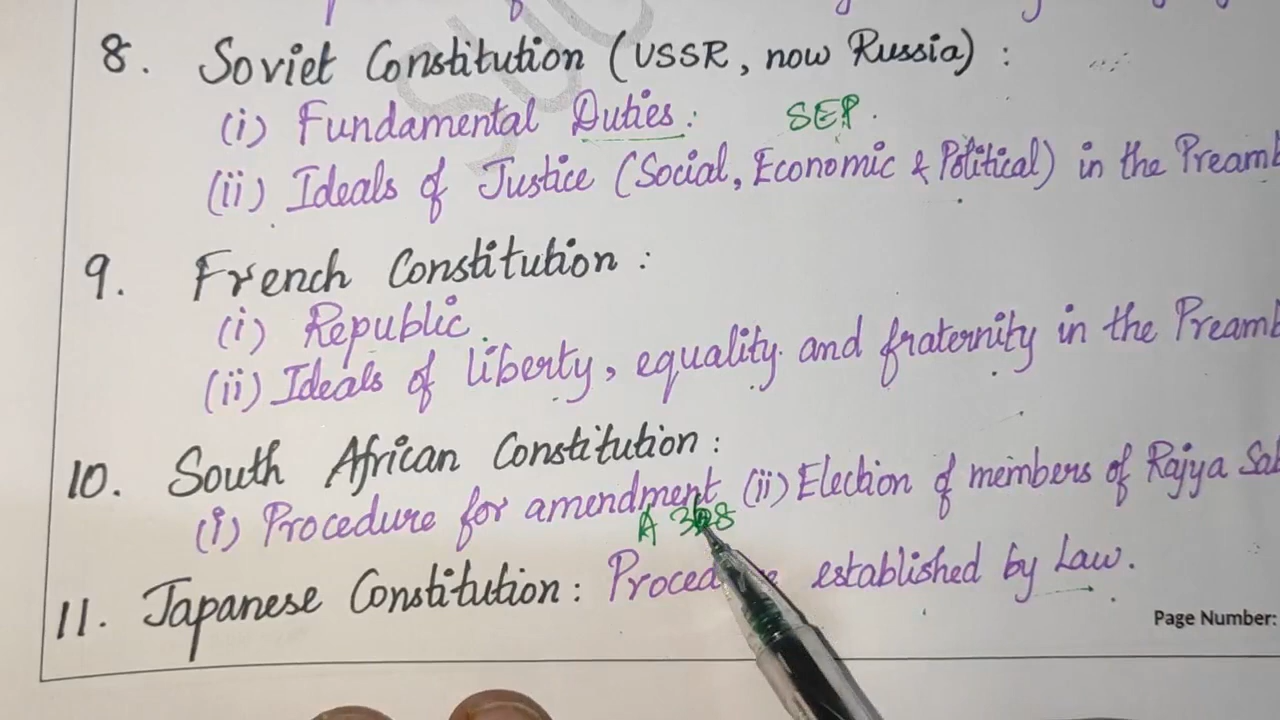 8. Soviet Constitution (USSR, now Russia) :
(i) Fundamental Duties : SEP.
(ii) Ideals of Justice (Social, Economic & Political) in the Preamb
9. French Constitution :
(i) Republic.
(ii) Ideals of liberty, equality and fraternity in the Preamb
10. South African Constitution :
(i) Procedure for amendment (ii) Election of members of Rajya Sab
A 368
11. Japanese Constitution : established by Law.
Page Number: